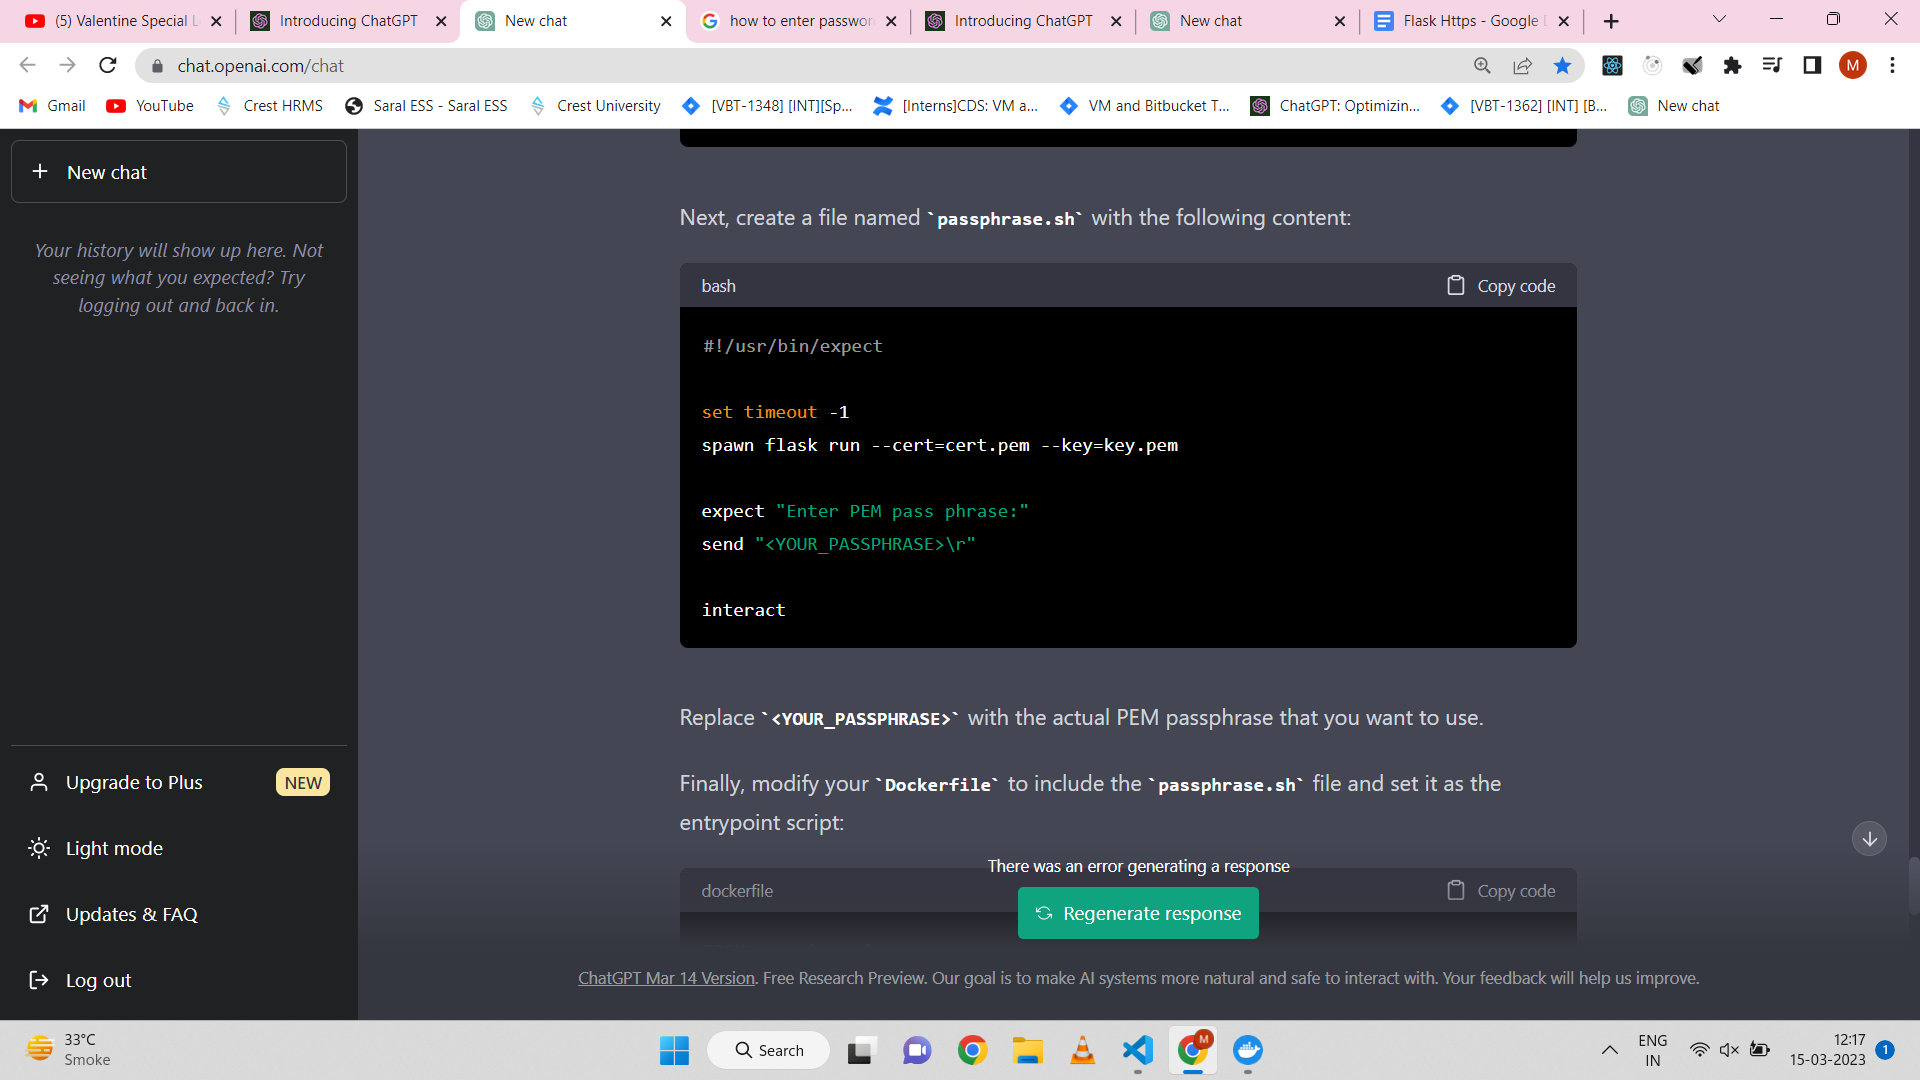 (5) Valentine Special L
Introducing ChatGPT
New chat
how to enter passwor
Introducing ChatGPT
New chat
Flask Https - Google D
chat.openai.com/chat
M
Gmail
YouTube
Crest HRMS
Saral ESS - Saral ESS
Crest University
[VBT-1348] [INT][Sp...
[Interns]CDS: VM a...
VM and Bitbucket T...
ChatGPT: Optimizin...
[VBT-1362] [INT] [B...
New chat
New chat
Your history will show up here. Not
seeing what you expected? Try
logging out and back in.
Upgrade to Plus
NEW
Light mode
Updates & FAQ
Log out
Next, create a file named `passphrase.sh` with the following content:
bash
Copy code
#!/usr/bin/expect
set timeout -1
spawn flask run --cert=cert.pem --key=key.pem
expect "Enter PEM pass phrase:"
send "<YOUR_PASSPHRASE>\r"
interact
Replace `<YOUR_PASSPHRASE>` with the actual PEM passphrase that you want to use.
Finally, modify your `Dockerfile` to include the `passphrase.sh` file and set it as the
entrypoint script:
There was an error generating a response
dockerfile
Copy code
Regenerate response
ChatGPT Mar 14 Version. Free Research Preview. Our goal is to make AI systems more natural and safe to interact with. Your feedback will help us improve.
33°C
Smoke
Search
M
ENG
IN
12:17
15-03-2023
1